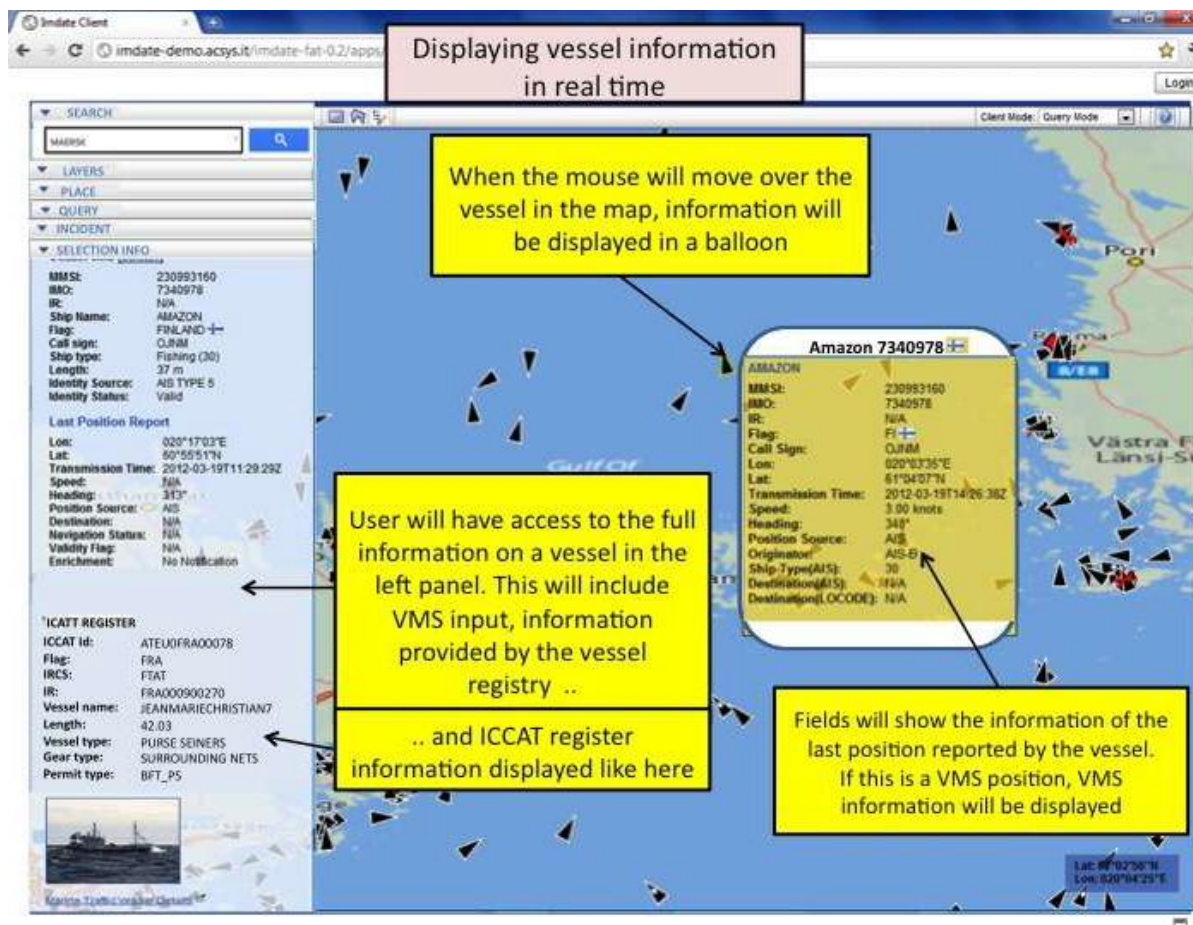 Imdate Client
imdate-demo.acsys.it/imdate-fat-0.2/apps/
Displaying vessel information
in real time
Login
SEARCH
MAERSK
LAYERS
PLACE
QUERY
INCIDENT
SELECTION INFO
MMSI: 230993160
IMO: 7340978
IR: N/A
Ship Name: AMAZON
Flag: FINLAND
Call sign: OJNM
Ship type: Fishing (30)
Length: 37 m
Identity Source: AIS TYPE 5
Identity Status: Valid
Last Position Report
Lon: 020°17'03"E
Lat: 60°55'51"N
Transmission Time: 2012-03-19T11:29:29Z
Speed: N/A
Heading: 313°
Position Source: AIS
Destination: N/A
Navigation Status: N/A
Validity Flag: N/A
Enrichment: No Notification
'ICATT REGISTER
ICCAT Id: ATEU0FRA00078
Flag: FRA
IRCS: FTAT
IR: FRA000900270
Vessel name: JEANMARIECHRISTIAN7
Length: 42.03
Vessel type: PURSE SEINERS
Gear type: SURROUNDING NETS
Permit type: BFT_PS
Client Mode: Query Mode
When the mouse will move over the
vessel in the map, information will
be displayed in a balloon
Pori
Gulf Of
Västra F
Länsi-S
Amazon 7340978
AMAZON
MMSI: 230993160
IMO: 7340978
IR: N/A
Flag: FI
Call Sign: OJNM
Lon: 020°03'35"E
Lat: 61°04'07"N
Transmission Time: 2012-03-19T14:26:38Z
Speed: 3.00 knots
Heading: 348°
Position Source: AIS
Originator: AIS-B
Ship-Type(AIS): 30
Destination(AIS): N/A
Destination(LOCODE): N/A
User will have access to the full
information on a vessel in the
left panel. This will include
VMS input, information
provided by the vessel
registry ..
.. and ICCAT register
information displayed like here
Fields will show the information of the
last position reported by the vessel.
If this is a VMS position, VMS
information will be displayed